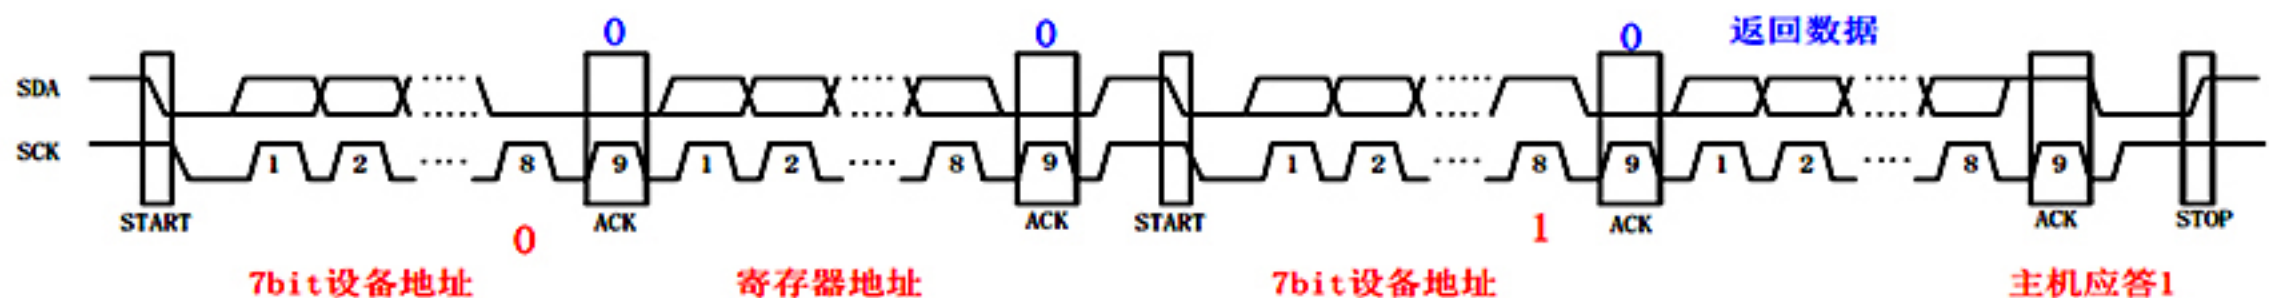 0 0 0 返回数据
SDA
SCK 1 2 8 9 1 2 8 9 1 2 8 9 1 2 8 9
START ACK ACK START ACK ACK STOP
0 1
7bit设备地址 寄存器地址 7bit设备地址 主机应答1